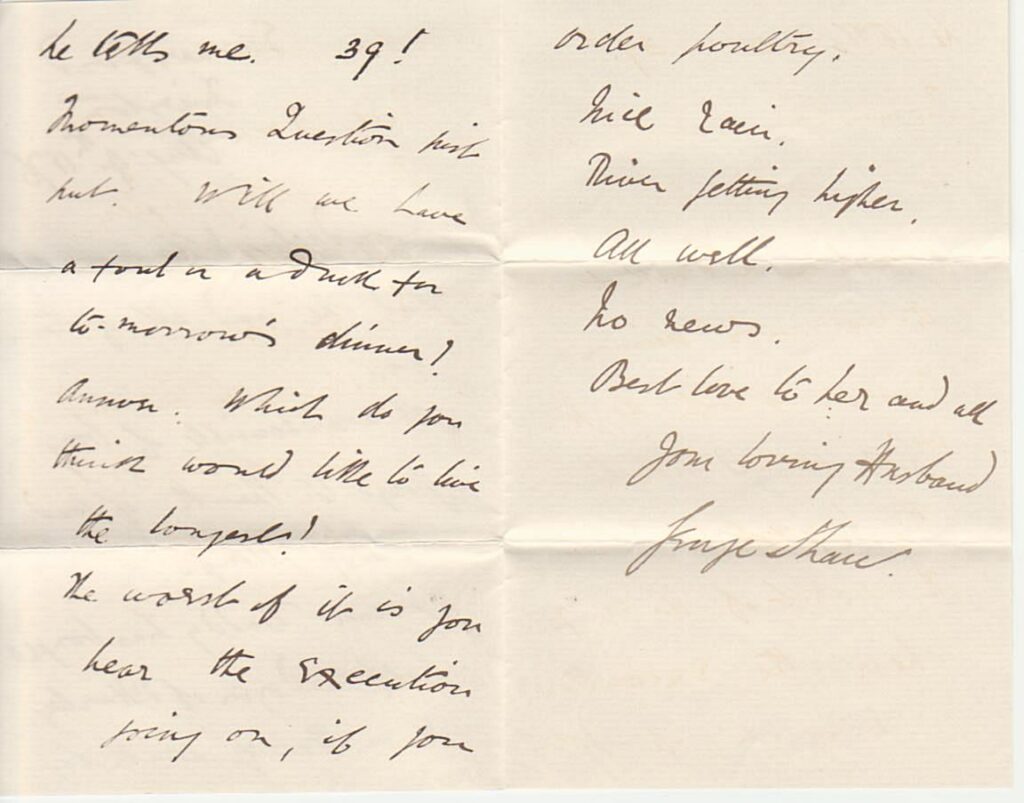 he tells me. 39!
Momentous Question just
put. Will we have
a fowl or a Duck for
to-morrow's dinner?
Answer. Which do you
think would like to live
the longest?
The worst of it is you
hear the Execution
going on, if you
order poultry.
Nice rain.
River getting higher.
All well.
No news.
Best love to her and all
Your loving Husband
George Shaw.